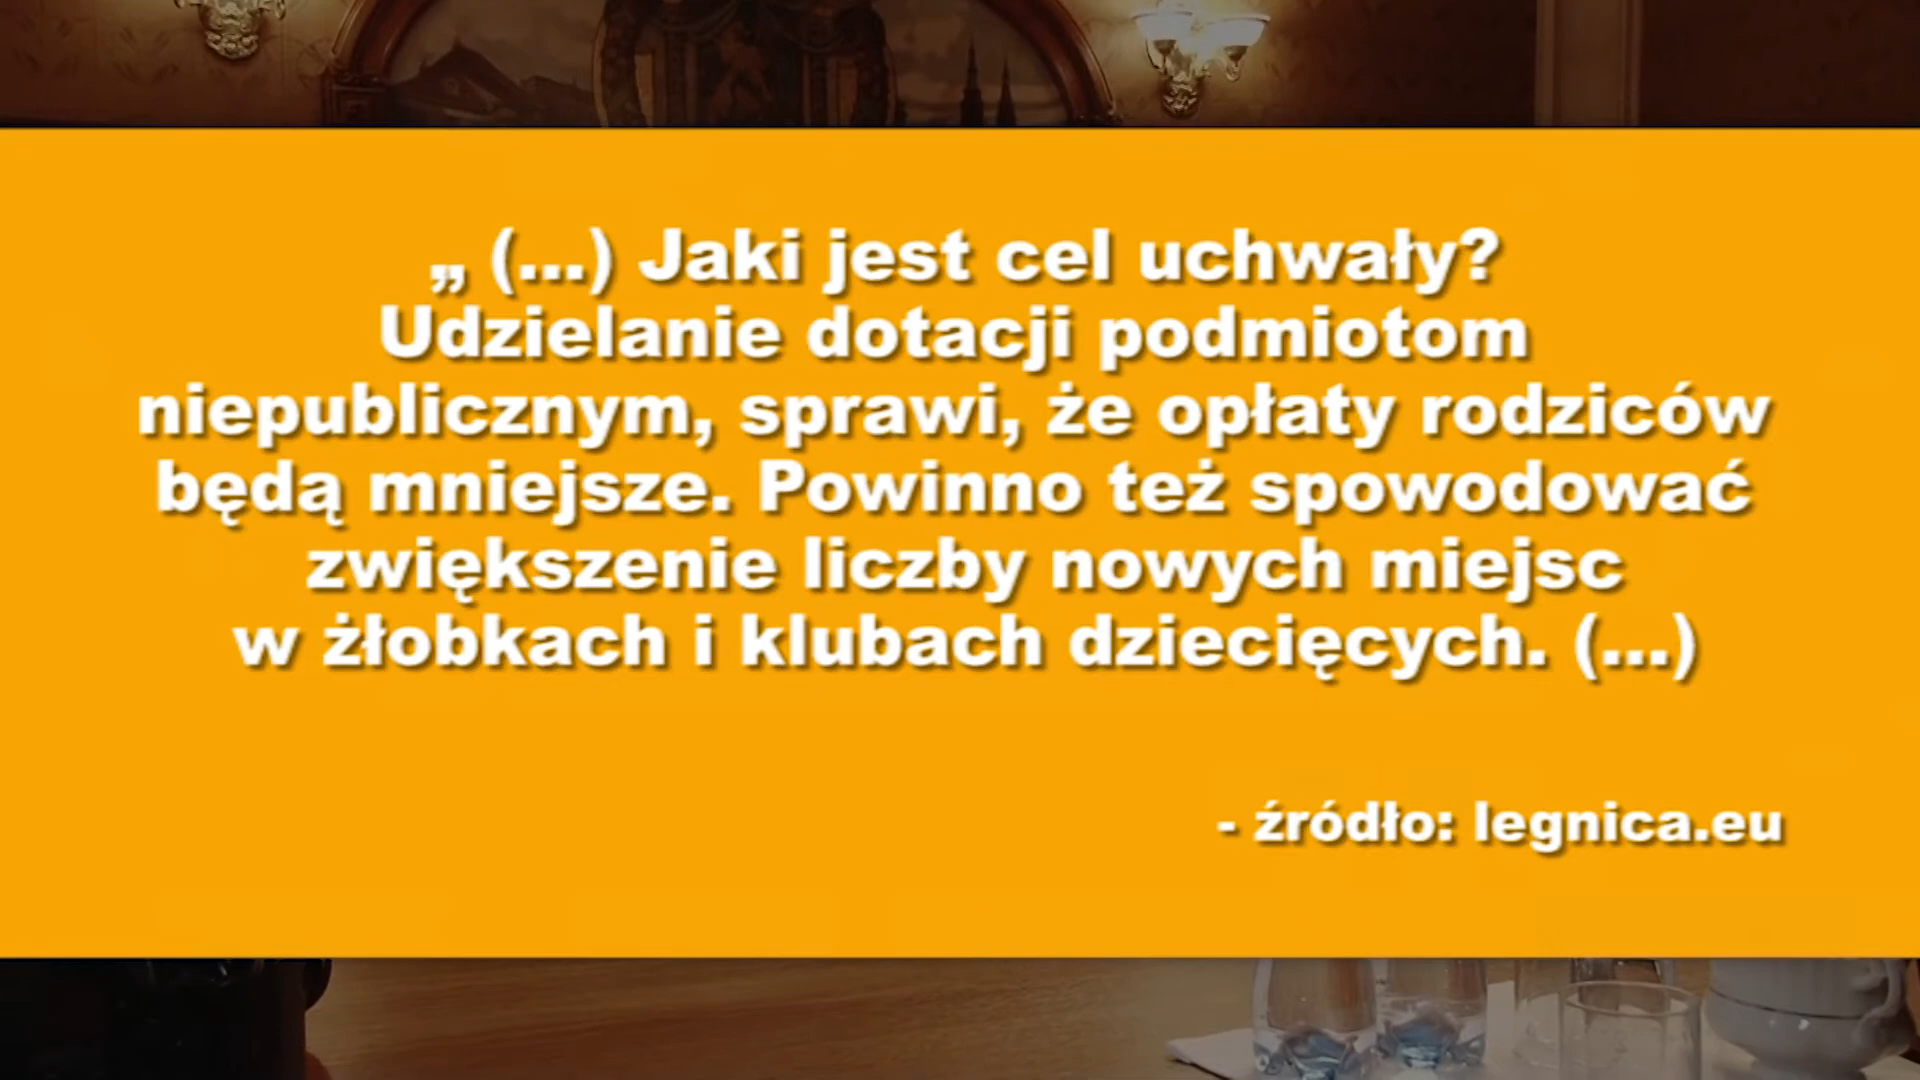 „ (...) Jaki jest cel uchwały?
Udzielanie dotacji podmiotom
niepublicznym, sprawi, że opłaty rodziców
będą mniejsze. Powinno też spowodować
zwiększenie liczby nowych miejsc
w żłobkach i klubach dziecięcych. (...)
- źródło: legnica.eu